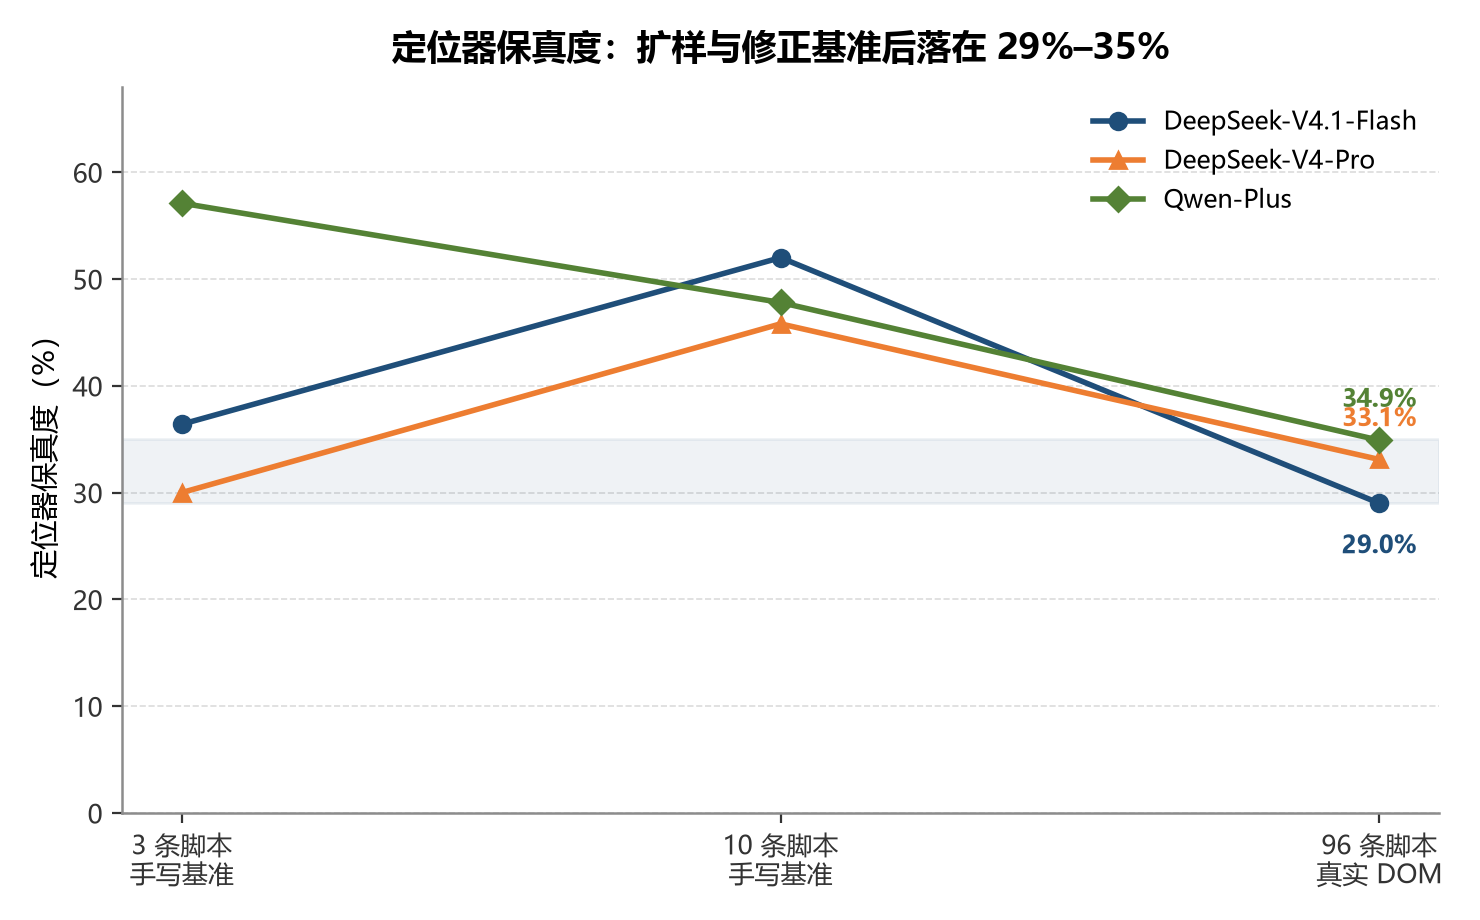 定位器保真度：扩样与修正基准后落在 29%–35%
DeepSeek-V4.1-Flash
DeepSeek-V4-Pro
Qwen-Plus
定位器保真度（%）
60
50
40
30
20
10
0
34.9%
33.1%
29.0%
3 条脚本
手写基准
10 条脚本
手写基准
96 条脚本
真实 DOM